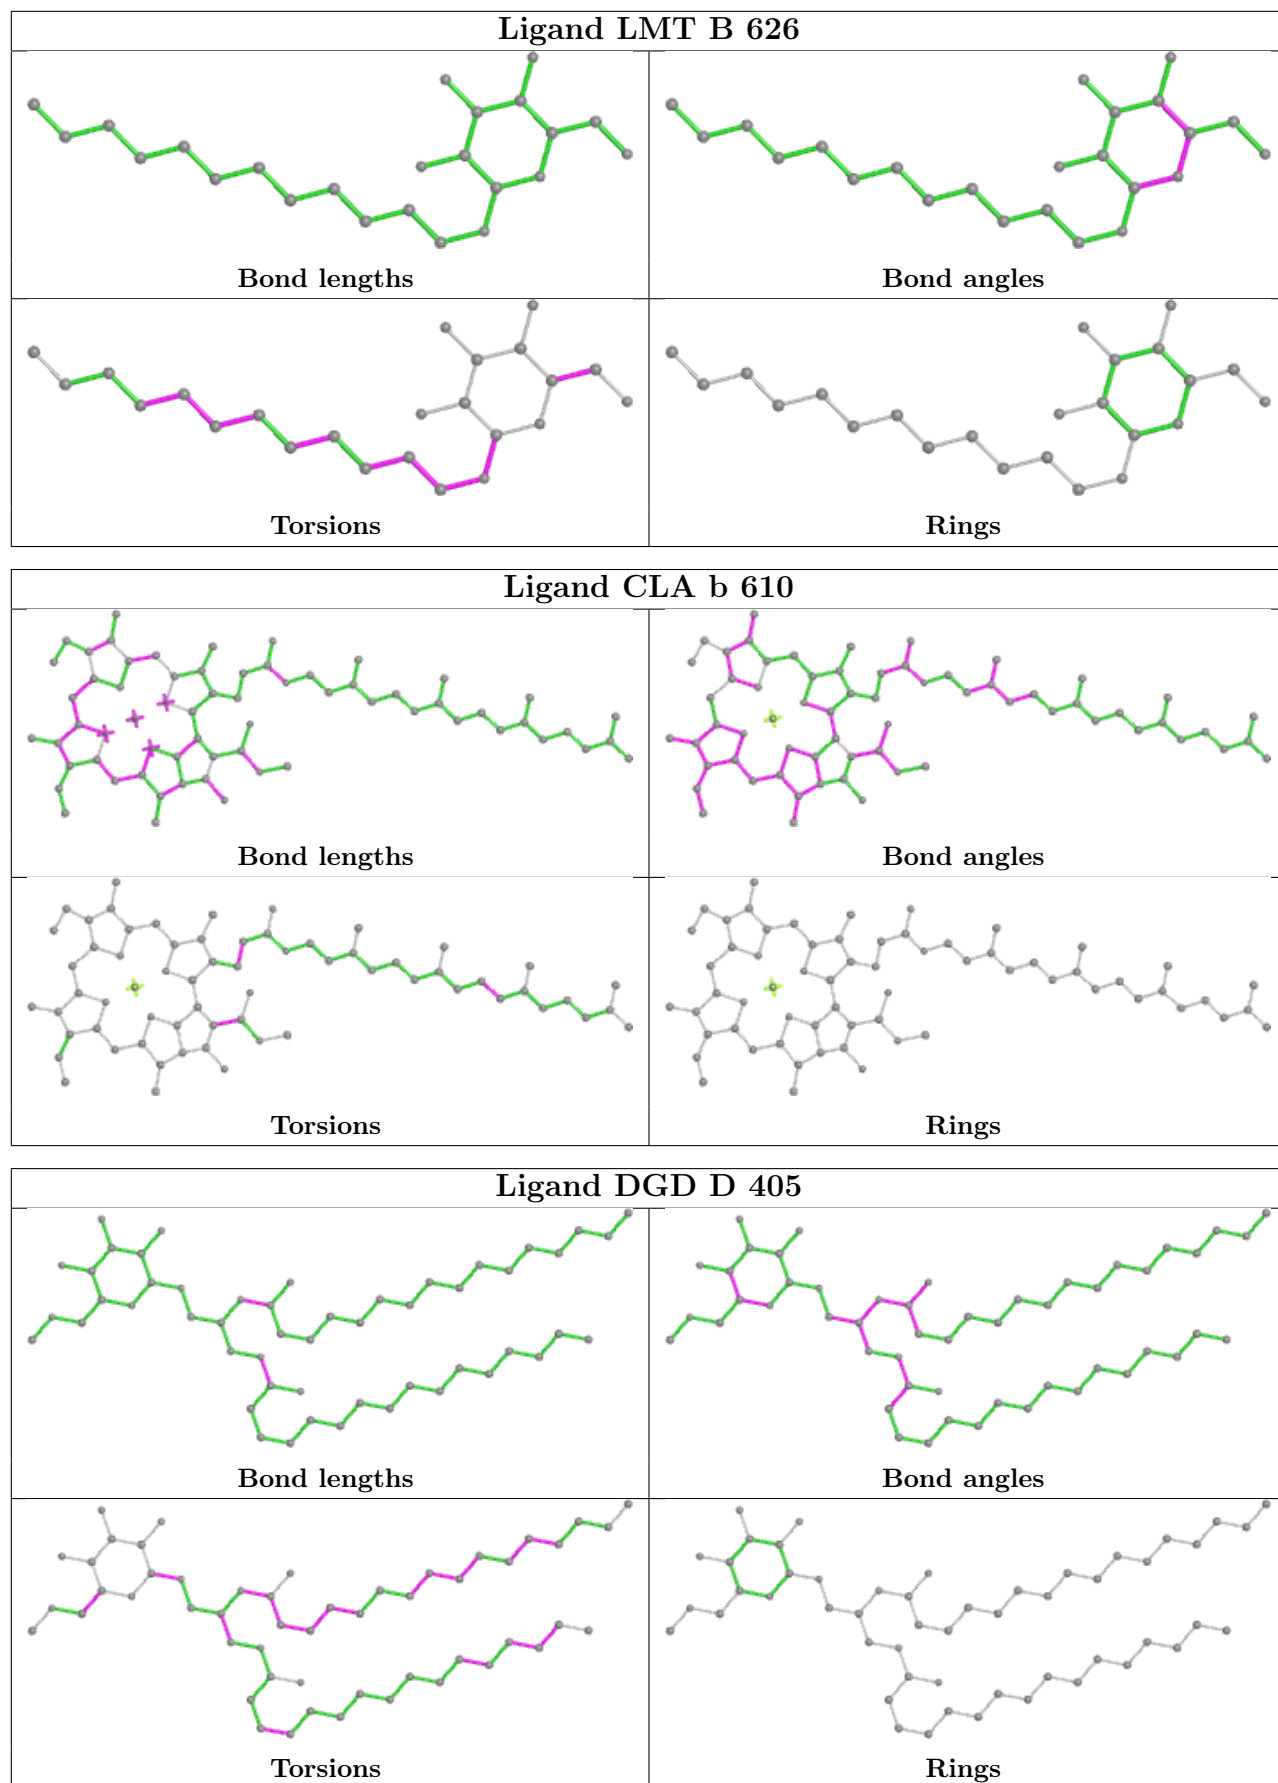 Ligand LMT B 626
Bond lengths
Bond angles
Torsions
Rings
Ligand CLA b 610
Bond lengths
Bond angles
Torsions
Rings
Ligand DGD D 405
Bond lengths
Bond angles
Torsions
Rings